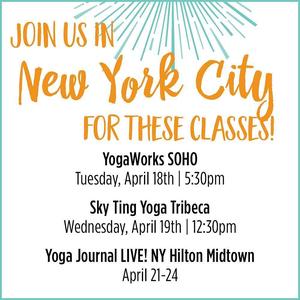 JOIN US IN
New York City
FOR THESE CLASSES!
YogaWorks SOHO
Tuesday, April 18th | 5:30pm
Sky Ting Yoga Tribeca
Wednesday, April 19th | 12:30pm
Yoga Journal LIVE! NY Hilton Midtown
April 21-24